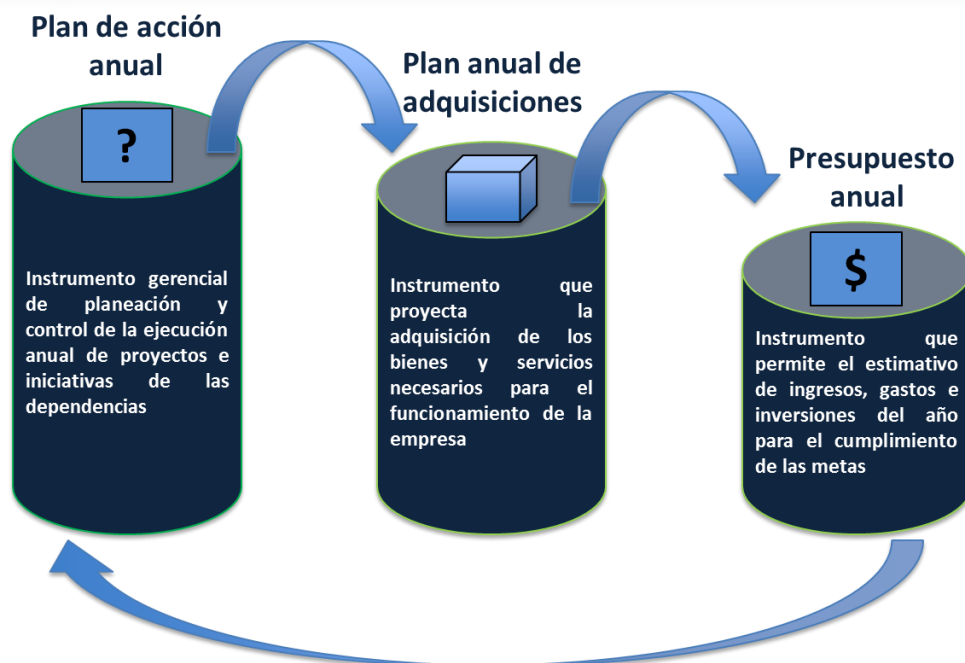 Plan de acción
anual
?
Instrumento gerencial
de planeación y
control de la ejecución
anual de proyectos e
iniciativas de las
dependencias
Plan anual de
adquisiciones
Instrumento que
proyecta la
adquisición de los
bienes y servicios
necesarios para el
funcionamiento de la
empresa
Presupuesto
anual
$
Instrumento que
permite el estimativo
de ingresos, gastos e
inversiones del año
para el cumplimiento
de las metas